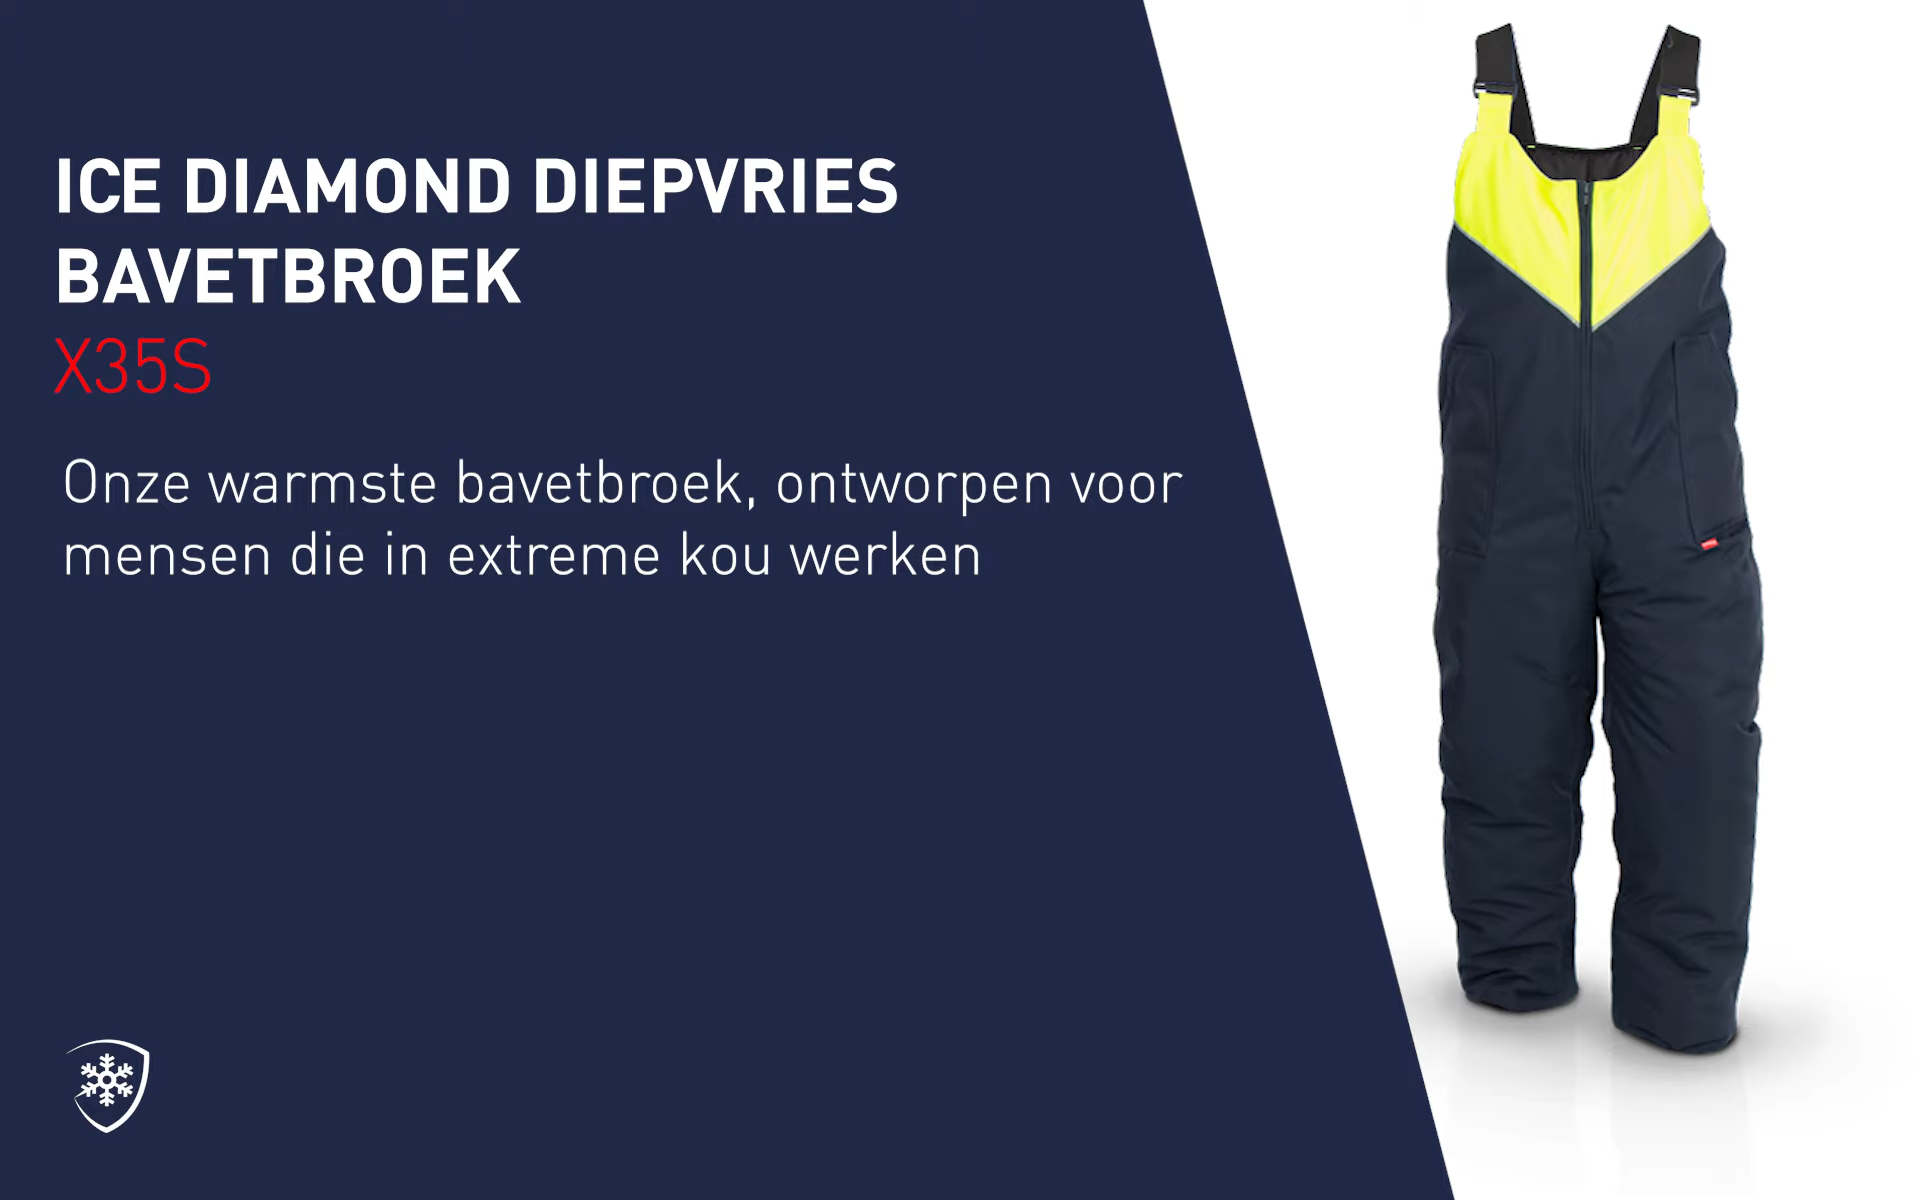 ICE DIAMOND DIEPVRIES
BAVETBROEK
X35S
Onze warmste bavetbroek, ontworpen voor
mensen die in extreme kou werken